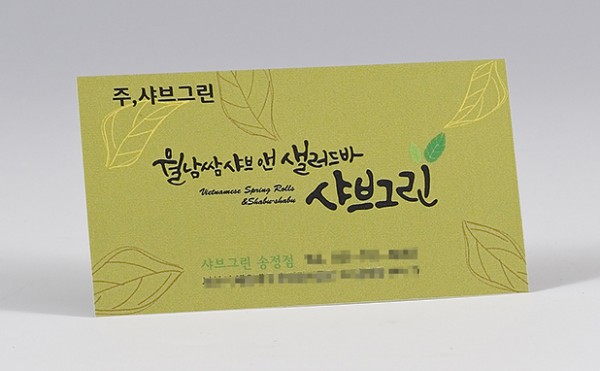 주,샤브그린
월남쌈샤브 앤 샐러드바
Vietnamese Spring Rolls
&Shabu-shabu
샤브그린
샤브그린 송정점